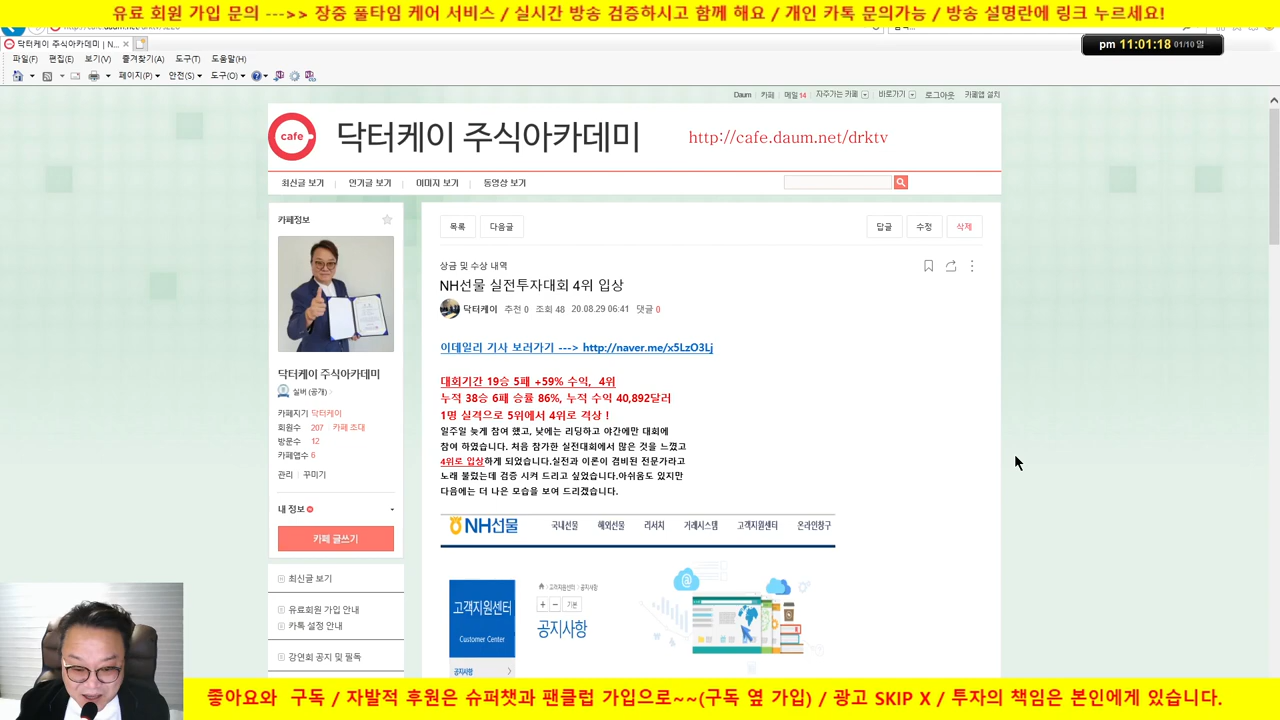 유료 회원 가입 문의 --->> 장중 풀타임 케어 서비스 / 실시간 방송 검증하시고 함께 해요 / 개인 카톡 문의가능 / 방송 설명란에 링크 누르세요!
닥터케이 주식아카데미 | N...
pm 11:01:18 01/10 일
파일(F) 편집(E) 보기(V) 즐겨찾기(A) 도구(T) 도움말(H)
페이지(P) 안전(S) 도구(O)
Daum 카페 메일 14 자주가는 카페 바로가기 로그아웃 카페앱 설치
cafe 닥터케이 주식아카데미 http://cafe.daum.net/drktv
최신글 보기 | 인기글 보기 | 이미지 보기 | 동영상 보기
카페정보
목록 다음글 답글 수정 삭제
상금 및 수상 내역
NH선물 실전투자대회 4위 입상
닥터케이 추천 0 조회 48 20.08.29 06:41 댓글 0
이데일리 기사 보러가기 ---> http://naver.me/x5LzO3Lj
대회기간 19승 5패 +59% 수익, 4위
누적 38승 6패 승률 86%, 누적 수익 40,892달러
1명 실격으로 5위에서 4위로 격상 !
일주일 늦게 참여 했고, 낮에는 리딩하고 야간에만 대회에
참여 하였습니다. 처음 참가한 실전대회에서 많은 것을 느꼈고
4위로 입상하게 되었습니다.실전과 이론이 겸비된 전문가라고
노래 불렀는데 검증 시켜 드리고 싶었습니다.아쉬움도 있지만
다음에는 더 나은 모습을 보여 드리겠습니다.
닥터케이 주식아카데미
실버 (공개)
카페지기 닥터케이
회원수 207 카페 초대
방문수 12
카페앱수 6
관리 | 꾸미기
내 정보
카페 글쓰기
최신글 보기
유료회원 가입 안내
카톡 설정 안내
강연회 공지 및 필독
NH선물 국내선물 해외선물 리서치 거래시스템 고객지원센터 온라인창구
고객지원센터
Customer Center
공지사항
고객지원센터 공지사항
기본
공지사항
좋아요와 구독 / 자발적 후원은 슈퍼챗과 팬클럽 가입으로~~(구독 옆 가입) / 광고 SKIP X / 투자의 책임은 본인에게 있습니다.